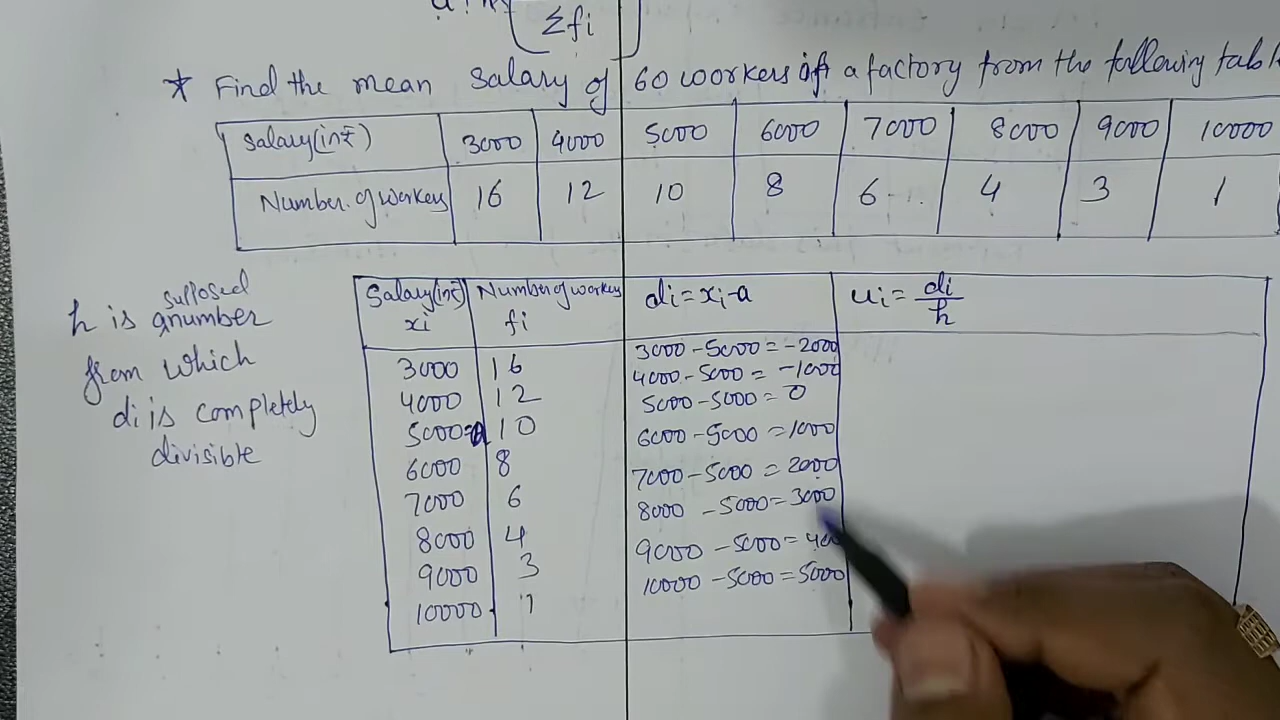 Σfi
* Find the mean salary of 60 workers of a factory from the following
Salary(in₹) 3000 4000 5000 6000 7000 8000 9000 10000
Number of workers 16 12 10 8 6 4 3 1
h is supposed
a number
from which
di is completely
divisible
Salary(in₹) xi Number of workers fi di = xi - a ui = di/h
3000 16 3000 - 5000 = -2000
4000 12 4000 - 5000 = -1000
5000=a 10 5000 - 5000 = 0
6000 8 6000 - 5000 = 1000
7000 6 7000 - 5000 = 2000
8000 4 8000 - 5000 = 3000
9000 3 9000 - 5000 =
10000 1 10000 - 5000 = 5000